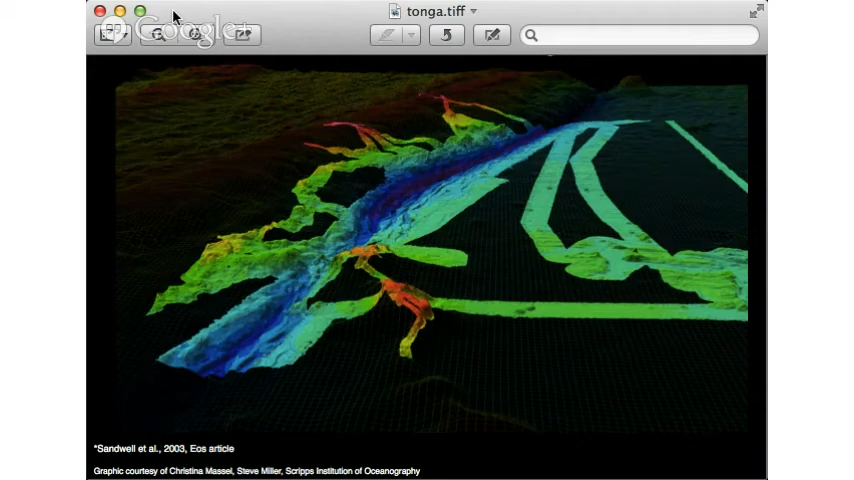 tonga.tiff
Google+
*Sandwell et al., 2003, Eos article
Graphic courtesy of Christina Massel, Steve Miller, Scripps Institution of Oceanography